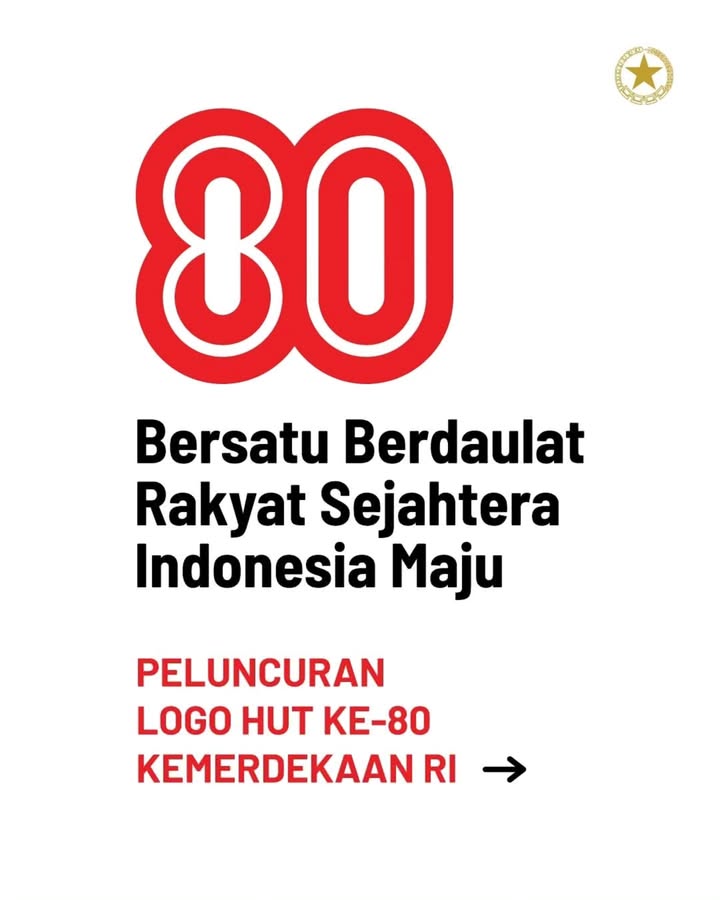 80
Bersatu Berdaulat
Rakyat Sejahtera
Indonesia Maju
PELUNCURAN
LOGO HUT KE-80
KEMERDEKAAN RI →